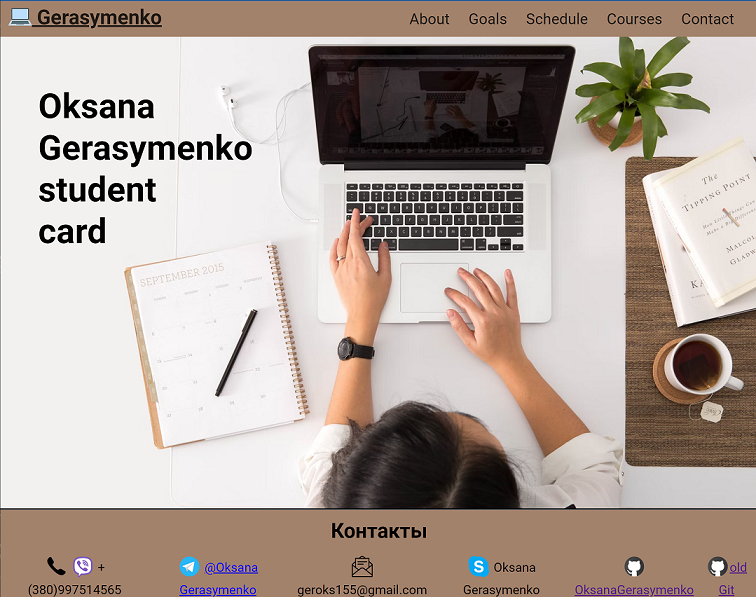 Gerasymenko
About Goals Schedule Courses Contact
Oksana
Gerasymenko
student
card
SEPTEMBER 2015
The
TIPPING POINT
Контакты
+
(380)997514565
@Oksana
Gerasymenko
geroks155@gmail.com
Oksana
Gerasymenko
OksanaGerasymenko
old
Git